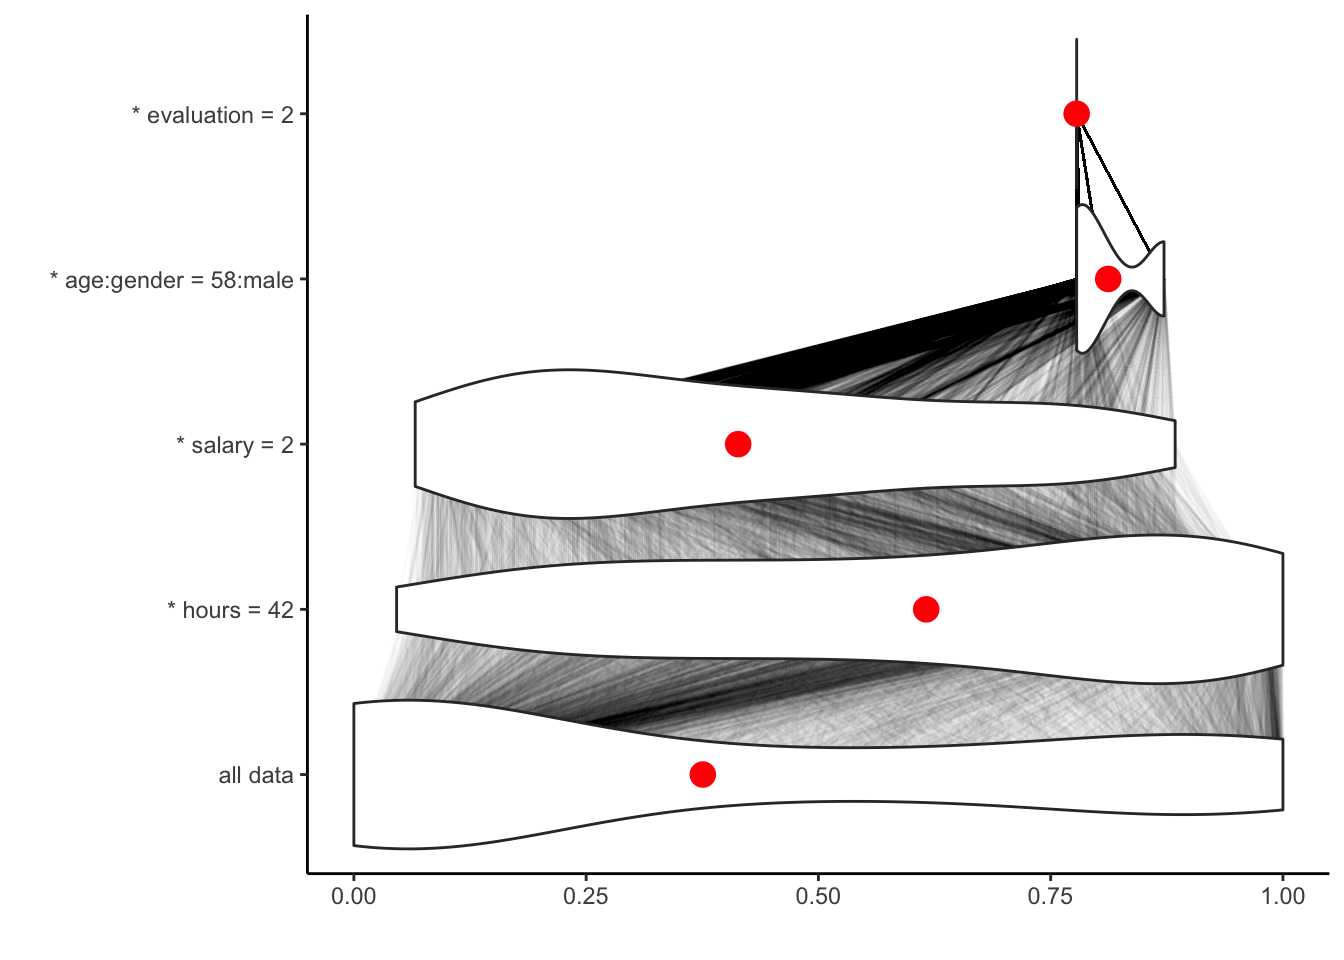 * evaluation = 2
* age:gender = 58:male
* salary = 2
* hours = 42
all data
0.00 0.25 0.50 0.75 1.00